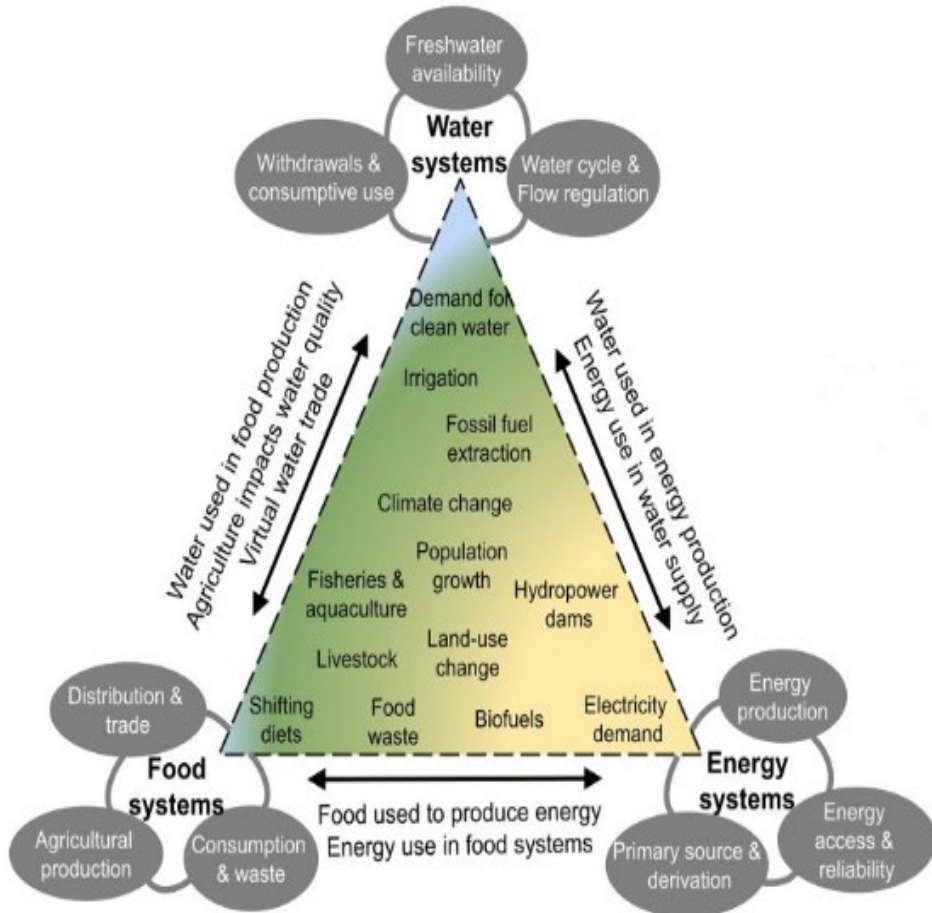 Freshwater
availability
Water
systems
Withdrawals &
consumptive use
Water cycle &
Flow regulation
Water used in food production
Agriculture impacts water quality
Virtual water trade
Water used in energy production
Energy use in water supply
Demand for
clean water
Irrigation
Fossil fuel
extraction
Climate change
Population
growth
Fisheries &
aquaculture
Hydropower
dams
Livestock
Land-use
change
Shifting
diets
Food
waste
Biofuels
Electricity
demand
Distribution &
trade
Food
systems
Agricultural
production
Consumption
& waste
Food used to produce energy
Energy use in food systems
Energy
production
Energy
systems
Primary source &
derivation
Energy
access &
reliability